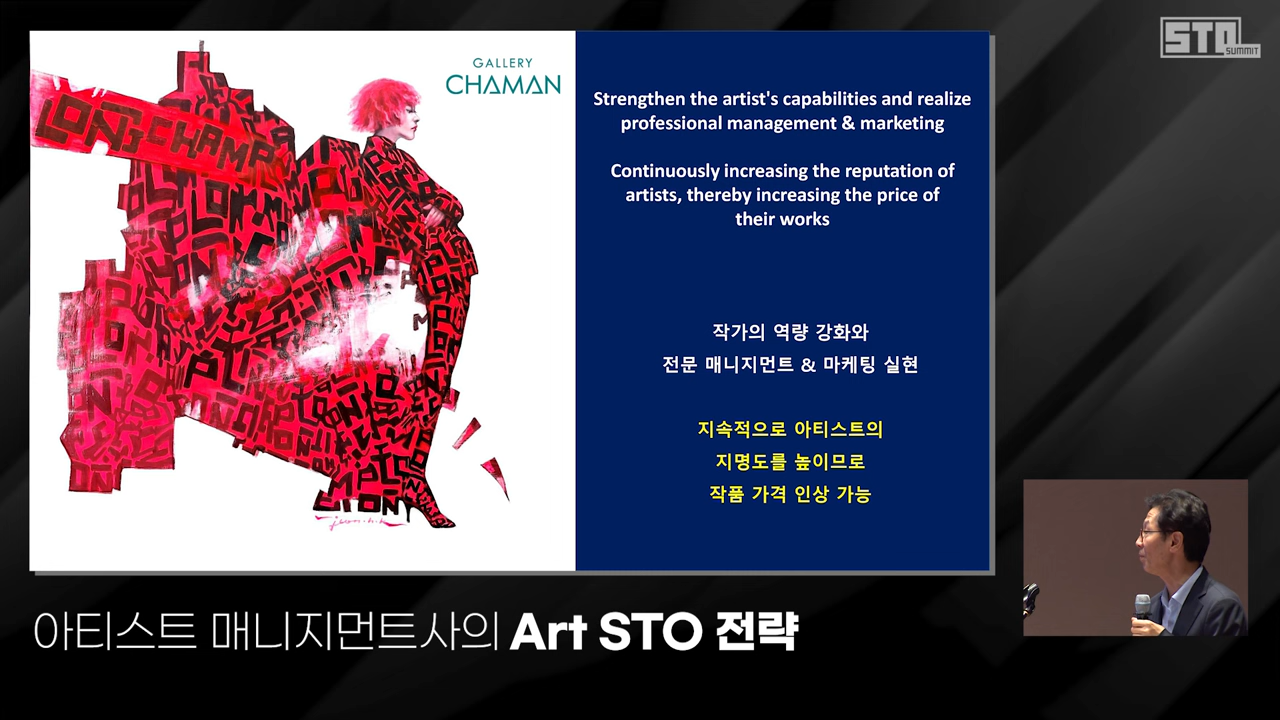 STO
SUMMIT
GALLERY
CHAMAN
LONGCHAMP
Strengthen the artist's capabilities and realize
professional management & marketing
Continuously increasing the reputation of
artists, thereby increasing the price of
their works
작가의 역량 강화와
전문 매니지먼트 & 마케팅 실현
지속적으로 아티스트의
지명도를 높이므로
작품 가격 인상 가능
아티스트 매니지먼트사의 Art STO 전략